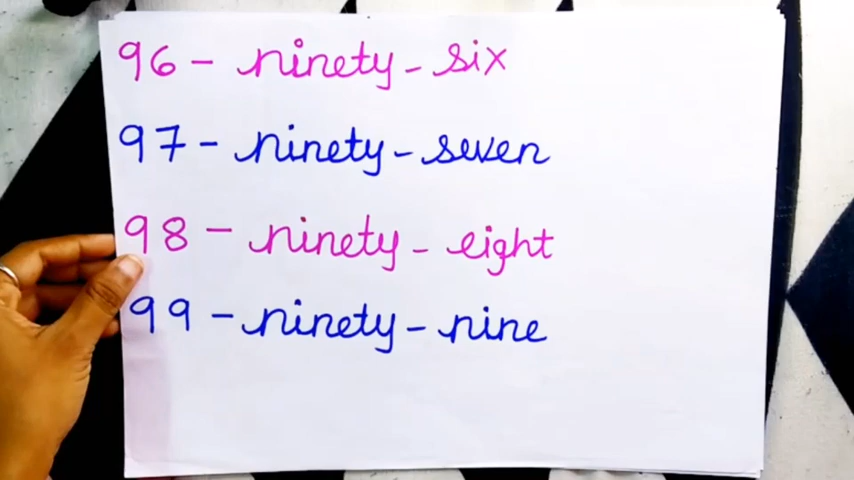 96 - ninety - six
97 - ninety - seven
98 - ninety - eight
99 - ninety - nine